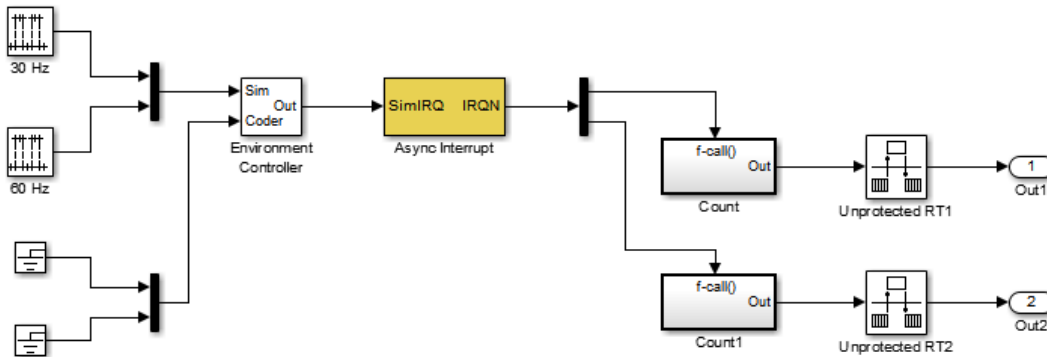 30 Hz
60 Hz
Sim
Out
Coder
Environment
Controller
SimIRQ IRQN
Async Interrupt
f-call()
Out
Count
Unprotected RT1
1
Out1
f-call()
Out
Count1
Unprotected RT2
2
Out2